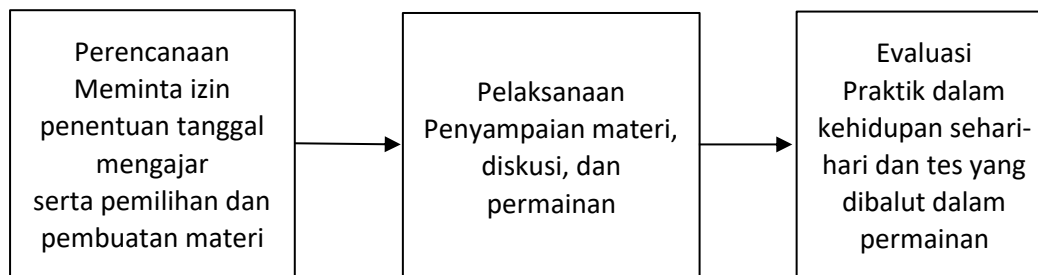 Perencanaan
Meminta izin
penentuan tanggal
mengajar
serta pemilihan dan
pembuatan materi
Pelaksanaan
Penyampaian materi,
diskusi, dan
permainan
Evaluasi
Praktik dalam
kehidupan sehari-
hari dan tes yang
dibalut dalam
permainan